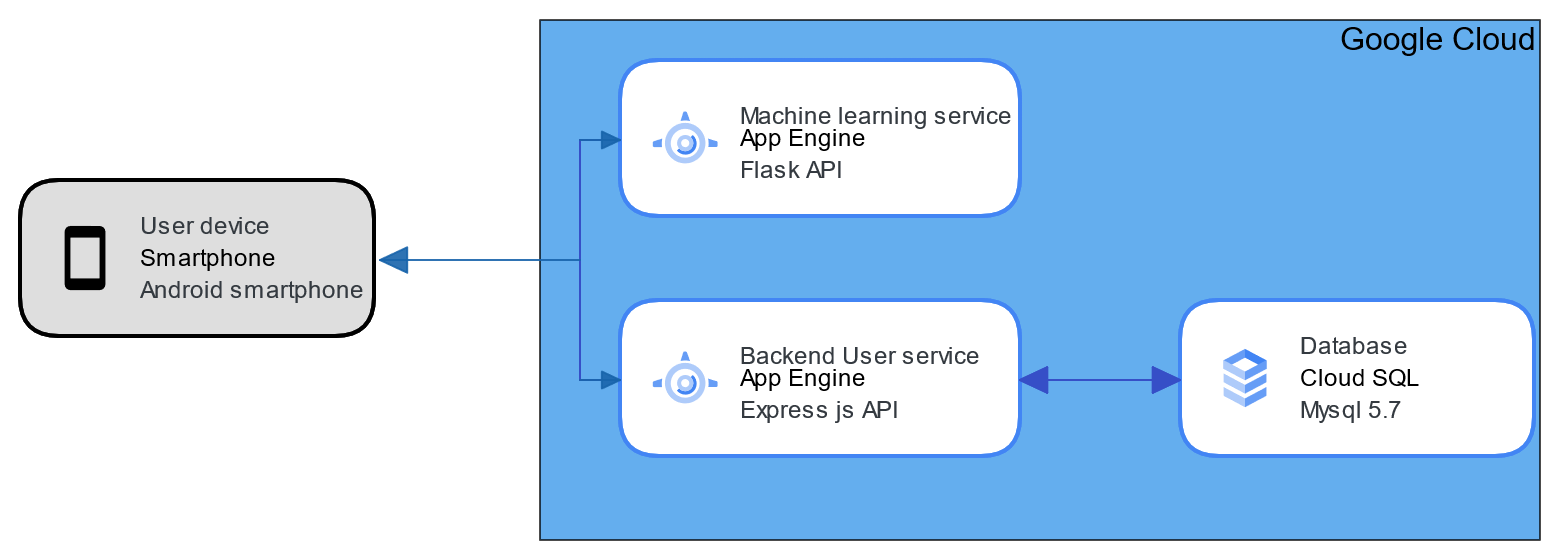 Google Cloud
Machine learning service
App Engine
Flask API
User device
Smartphone
Android smartphone
Backend User service
App Engine
Express js API
Database
Cloud SQL
Mysql 5.7